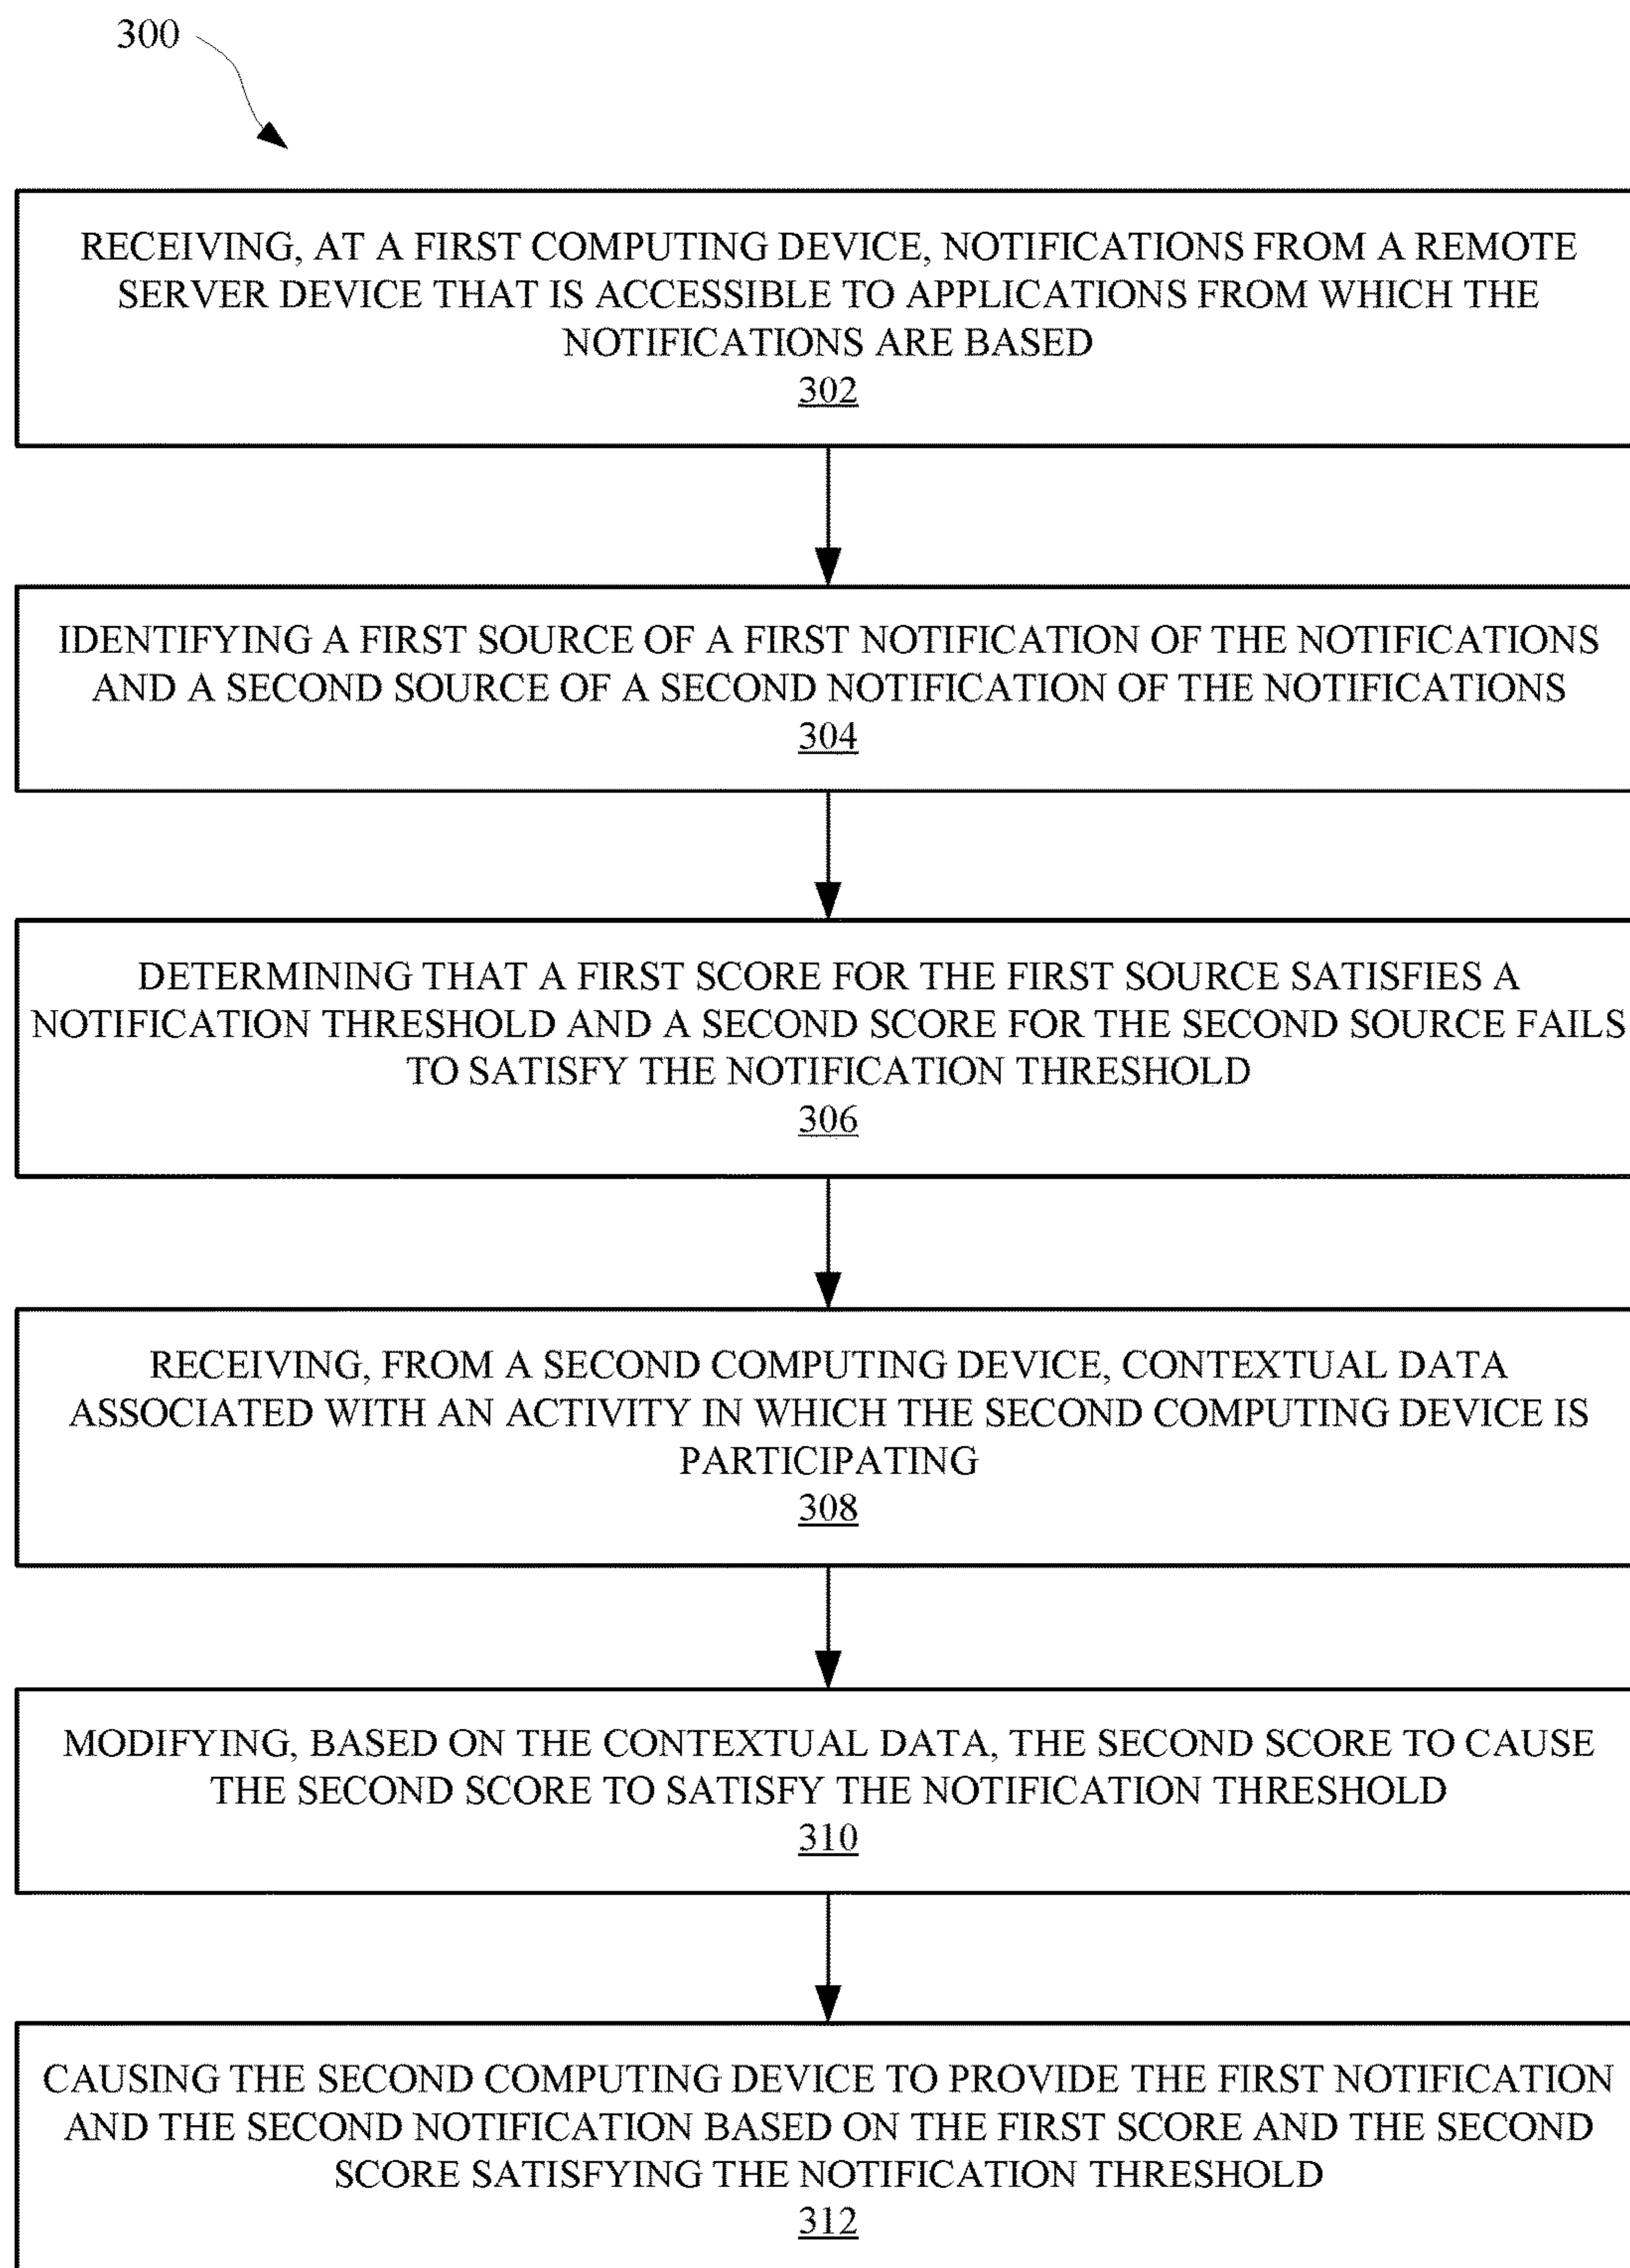 300
RECEIVING, AT A FIRST COMPUTING DEVICE, NOTIFICATIONS FROM A REMOTE
SERVER DEVICE THAT IS ACCESSIBLE TO APPLICATIONS FROM WHICH THE
NOTIFICATIONS ARE BASED
302
IDENTIFYING A FIRST SOURCE OF A FIRST NOTIFICATION OF THE NOTIFICATIONS
AND A SECOND SOURCE OF A SECOND NOTIFICATION OF THE NOTIFICATIONS
304
DETERMINING THAT A FIRST SCORE FOR THE FIRST SOURCE SATISFIES A
NOTIFICATION THRESHOLD AND A SECOND SCORE FOR THE SECOND SOURCE FAILS
TO SATISFY THE NOTIFICATION THRESHOLD
306
RECEIVING, FROM A SECOND COMPUTING DEVICE, CONTEXTUAL DATA
ASSOCIATED WITH AN ACTIVITY IN WHICH THE SECOND COMPUTING DEVICE IS
PARTICIPATING
308
MODIFYING, BASED ON THE CONTEXTUAL DATA, THE SECOND SCORE TO CAUSE
THE SECOND SCORE TO SATISFY THE NOTIFICATION THRESHOLD
310
CAUSING THE SECOND COMPUTING DEVICE TO PROVIDE THE FIRST NOTIFICATION
AND THE SECOND NOTIFICATION BASED ON THE FIRST SCORE AND THE SECOND
SCORE SATISFYING THE NOTIFICATION THRESHOLD
312